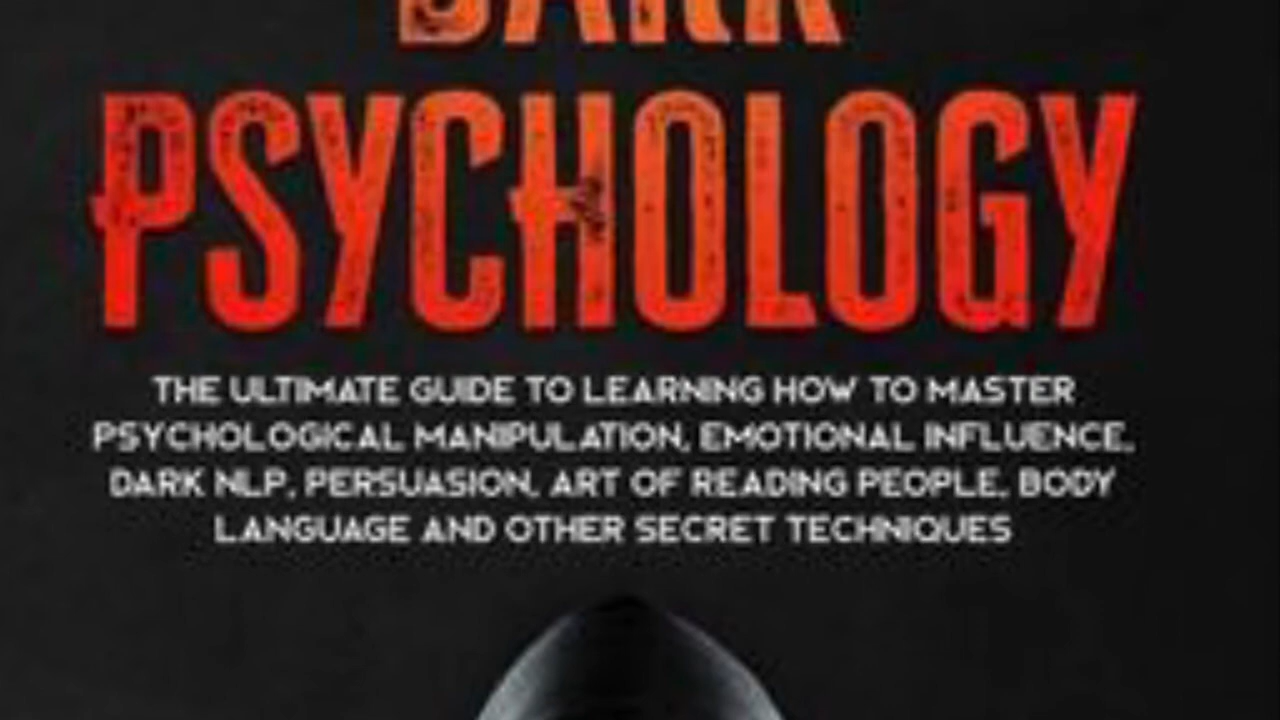 DARK
PSYCHOLOGY
THE ULTIMATE GUIDE TO LEARNING HOW TO MASTER
PSYCHOLOGICAL MANIPULATION, EMOTIONAL INFLUENCE,
DARK NLP, PERSUASION, ART OF READING PEOPLE, BODY
LANGUAGE AND OTHER SECRET TECHNIQUES